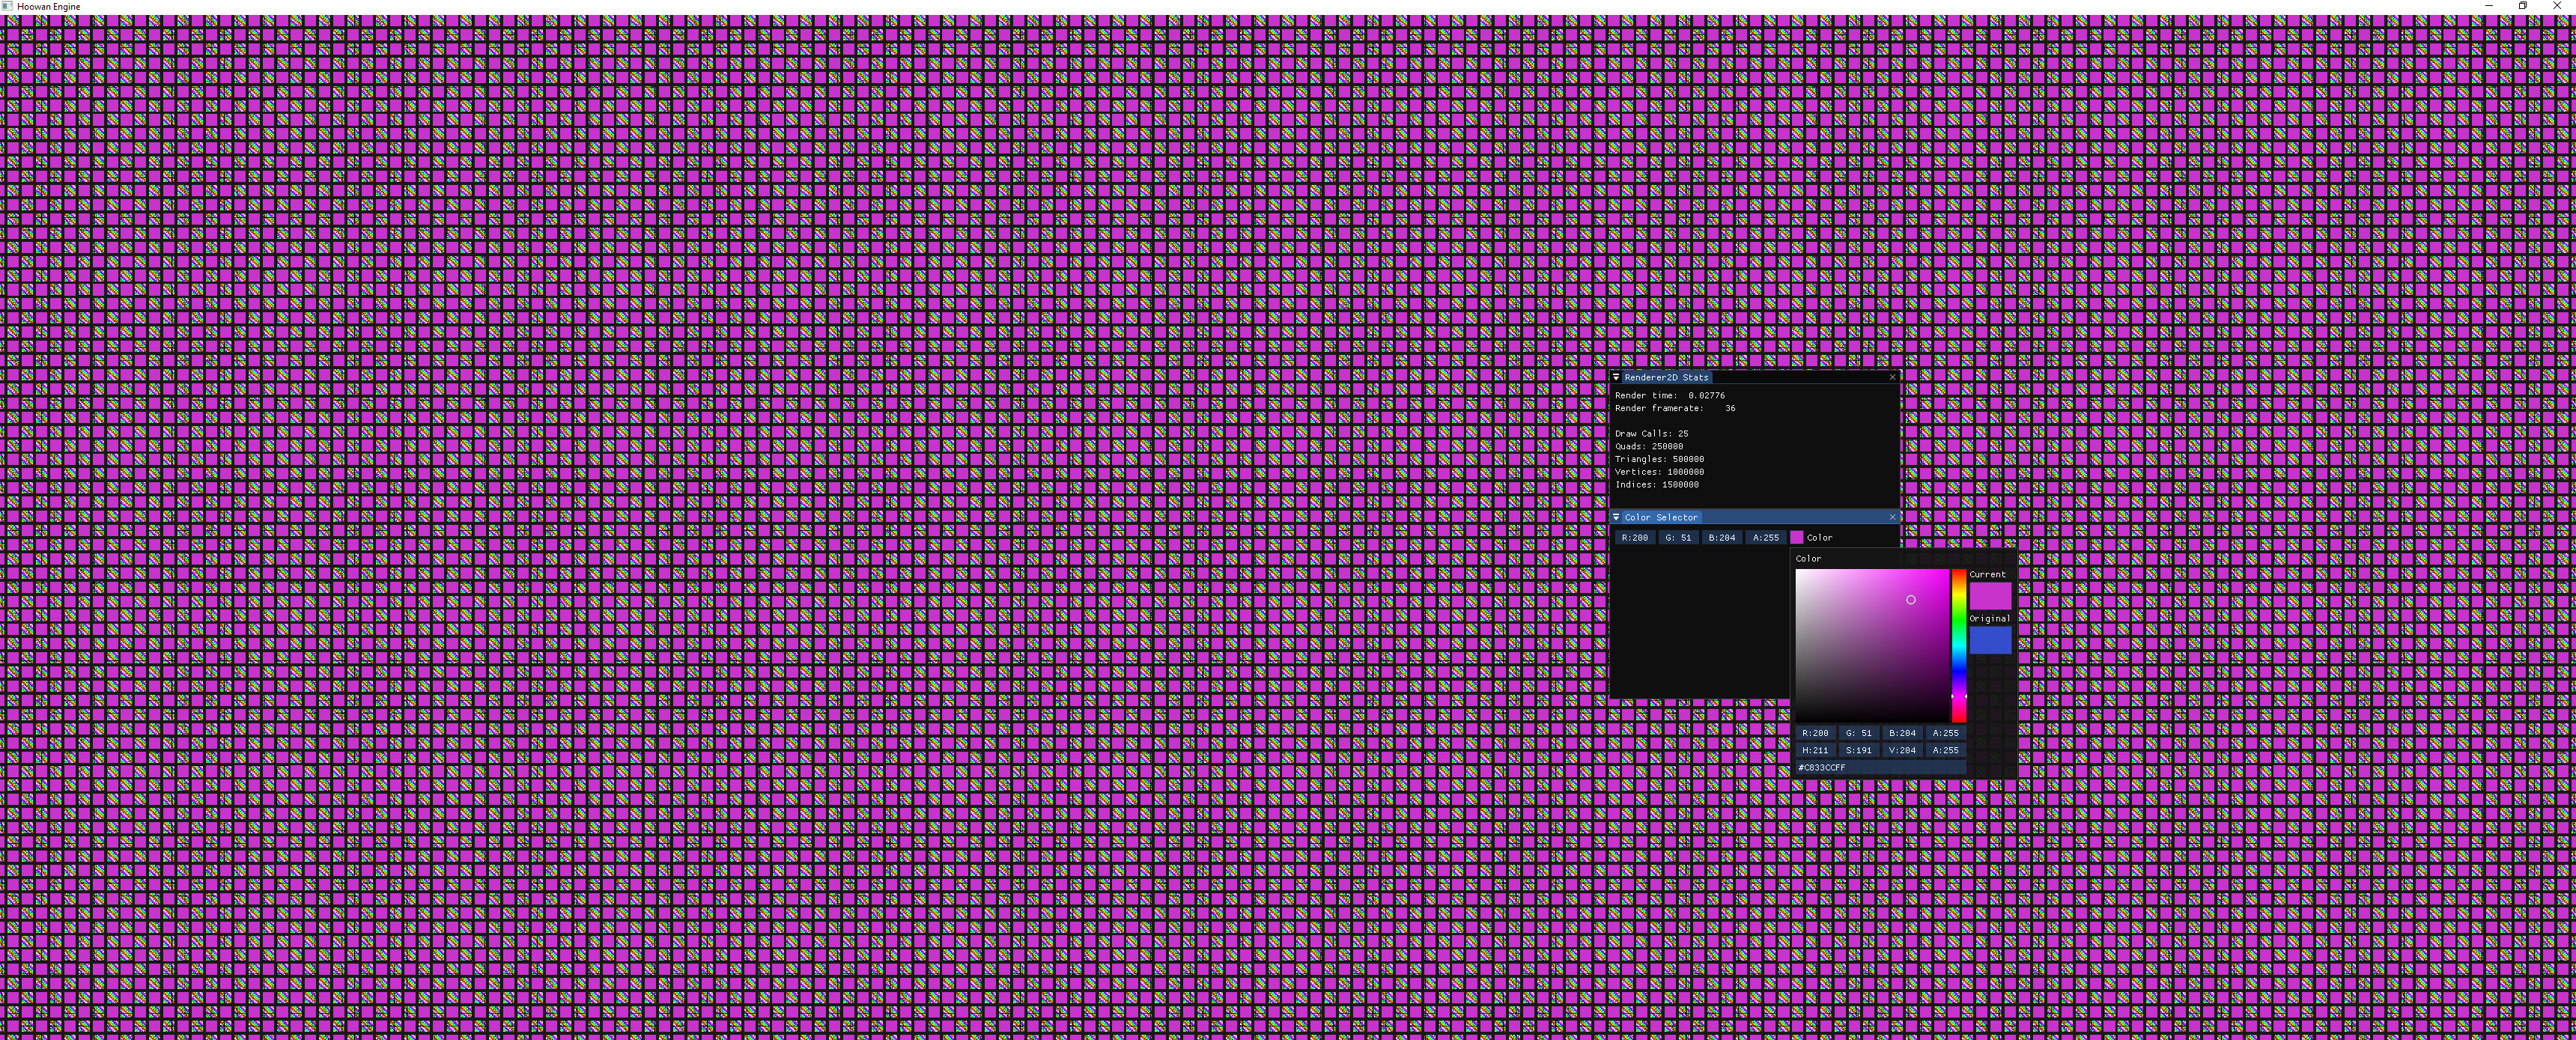 Hoowan Engine
Renderer2D Stats
Render time: 0.02776
Render framerate: 36
Draw Calls: 25
Quads: 250000
Triangles: 500000
Vertices: 1000000
Indices: 1500000
Color Selector
R:200 G: 51 B:204 A:255 Color
Color
Current
Original
R:200 G: 51 B:204 A:255
H:211 S:191 V:204 A:255
#C833CCFF